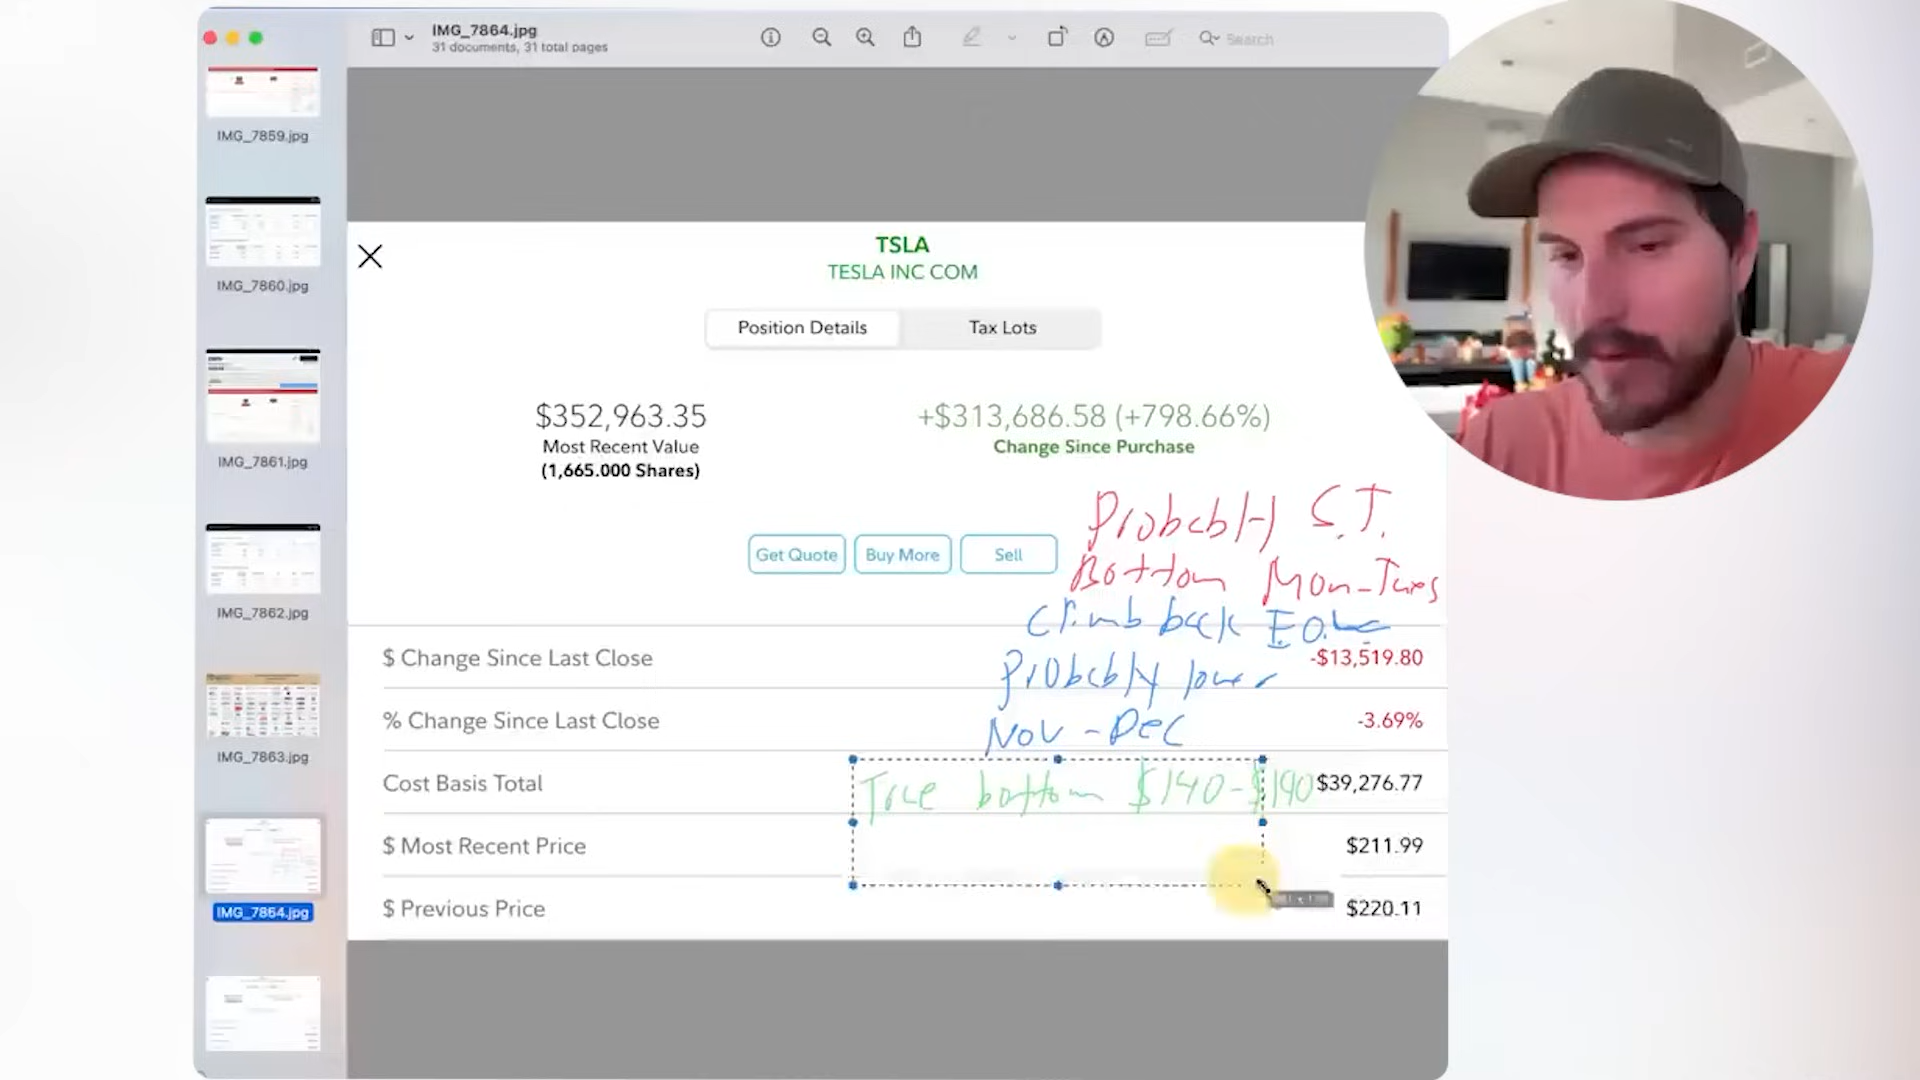 IMG_7864.jpg
31 documents, 31 total pages
Search
IMG_7859.jpg
IMG_7860.jpg
IMG_7861.jpg
IMG_7862.jpg
IMG_7863.jpg
IMG_7864.jpg
TSLA
TESLA INC COM
Position Details
Tax Lots
$352,963.35
Most Recent Value
(1,665.000 Shares)
+$313,686.58 (+798.66%)
Change Since Purchase
Get Quote
Buy More
Sell
Probably S.T.
Bottom Mon-Tues
Climb back E.O.W
Probably lower
Nov - Dec
True bottom $140-$190
$ Change Since Last Close
-$13,519.80
% Change Since Last Close
-3.69%
Cost Basis Total
$39,276.77
$ Most Recent Price
$211.99
$ Previous Price
$220.11